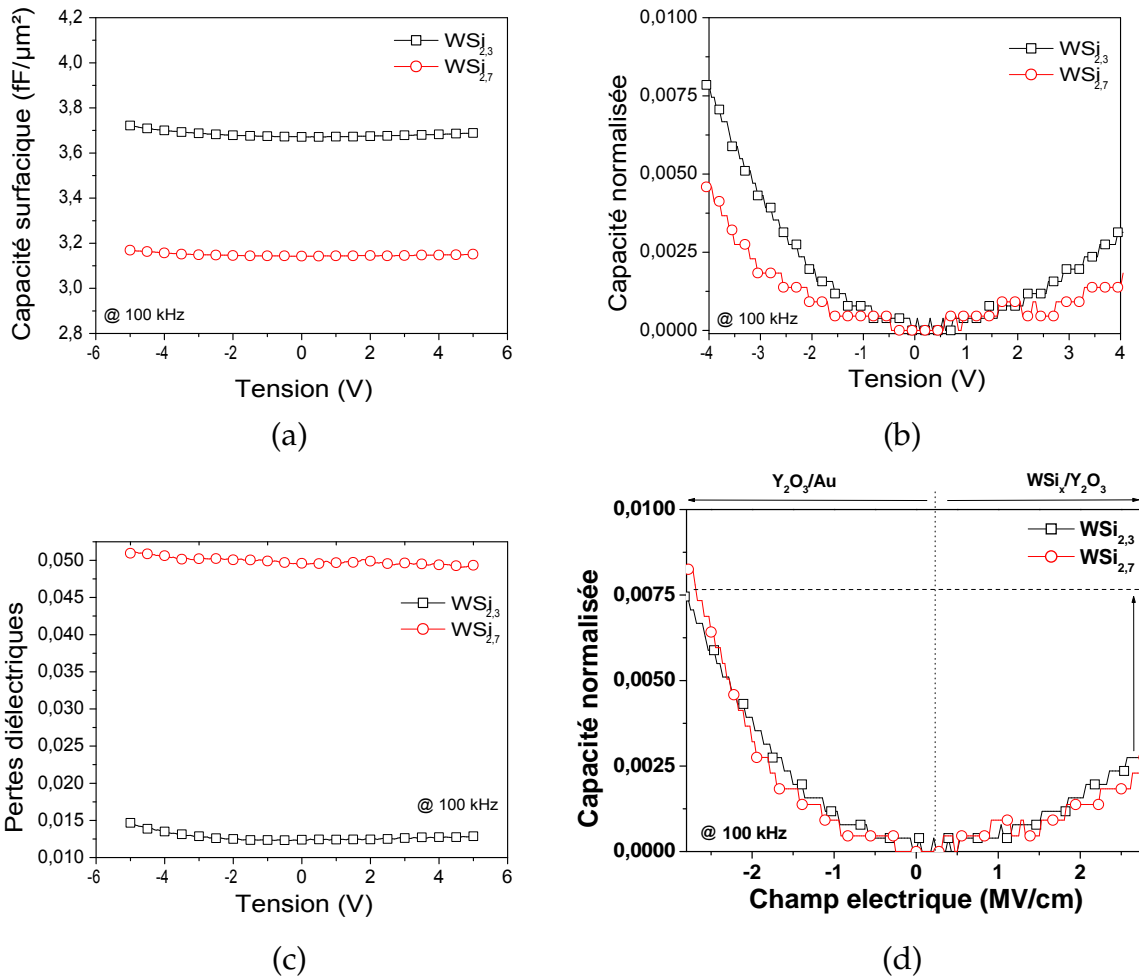 4,2
4,0
3,8
3,6
3,4
3,2
3,0
2,8
Capacité surfacique (fF/µm²)
WSi2,3
WSi2,7
@ 100 kHz
-6 -4 -2 0 2 4 6
Tension (V)
(a)
0,0100
0,0075
0,0050
0,0025
0,0000
Capacité normalisée
WSi2,3
WSi2,7
@ 100 kHz
-4 -3 -2 -1 0 1 2 3 4
Tension (V)
(b)
0,050
0,045
0,040
0,035
0,030
0,025
0,020
0,015
0,010
Pertes diélectriques
WSi2,3
WSi2,7
@ 100 kHz
-6 -4 -2 0 2 4 6
Tension (V)
(c)
Y2O3/Au WSix/Y2O3
0,0100
0,0075
0,0050
0,0025
0,0000
Capacité normalisée
WSi2,3
WSi2,7
@ 100 kHz
-2 -1 0 1 2
Champ electrique (MV/cm)
(d)